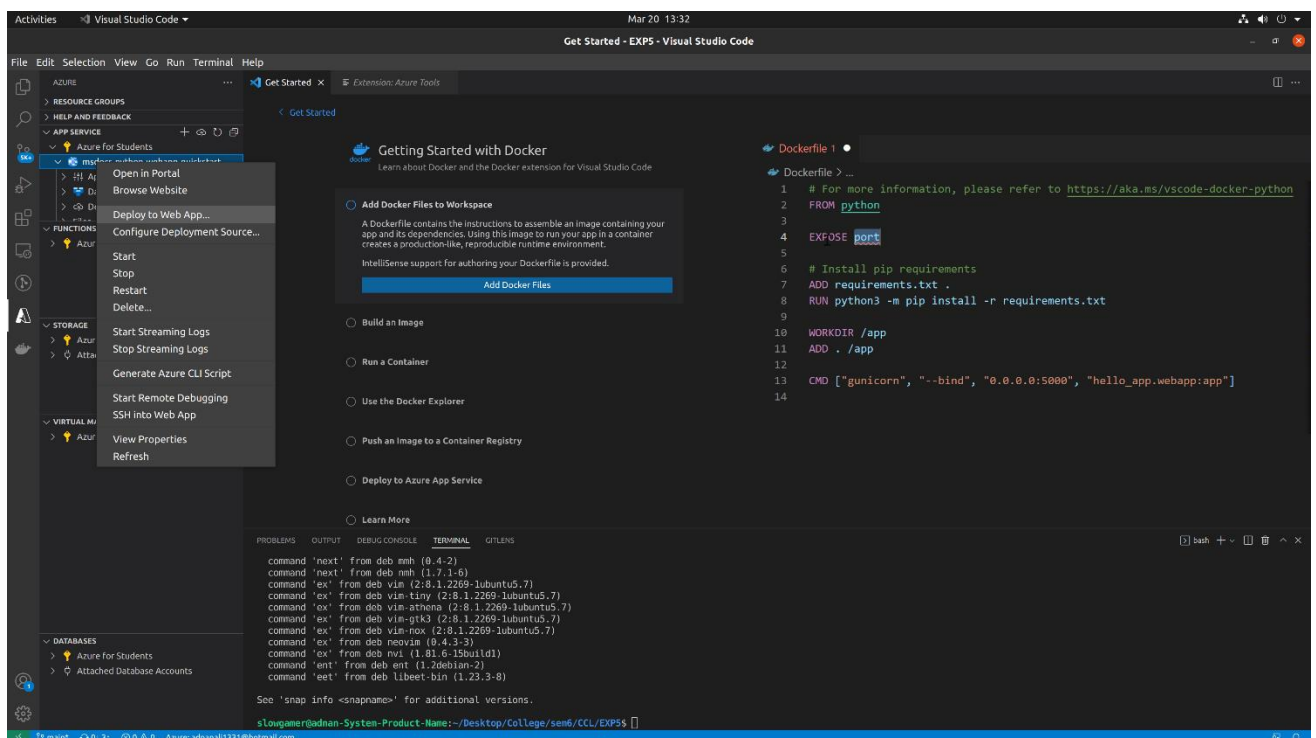 Activities Visual Studio Code Mar 20 13:32
Get Started - EXP5 - Visual Studio Code
File Edit Selection View Go Run Terminal Help
AZURE
RESOURCE GROUPS
HELP AND FEEDBACK
APP SERVICE
Azure for Students
msdocs-python-webapp-quickstart
FUNCTIONS
Azur
STORAGE
Azur
Atta
VIRTUAL MA
Azur
DATABASES
Azure for Students
Attached Database Accounts
5K+
1
Open in Portal
Browse Website
Deploy to Web App...
Configure Deployment Source...
Start
Stop
Restart
Delete...
Start Streaming Logs
Stop Streaming Logs
Generate Azure CLI Script
Start Remote Debugging
SSH into Web App
View Properties
Refresh
Get Started Extension: Azure Tools
Get Started
docker
Getting Started with Docker
Learn about Docker and the Docker extension for Visual Studio Code
Add Docker Files to Workspace
A Dockerfile contains the instructions to assemble an image containing your
app and its dependencies. Using this image to run your app in a container
creates a production-like, reproducible runtime environment.
IntelliSense support for authoring your Dockerfile is provided.
Add Docker Files
Build an Image
Run a Container
Use the Docker Explorer
Push an Image to a Container Registry
Deploy to Azure App Service
Learn More
Dockerfile 1
Dockerfile > ...
1 # For more information, please refer to https://aka.ms/vscode-docker-python
2 FROM python
3
4 EXPOSE port
5
6 # Install pip requirements
7 ADD requirements.txt .
8 RUN python3 -m pip install -r requirements.txt
9
10 WORKDIR /app
11 ADD . /app
12
13 CMD ["gunicorn", "--bind", "0.0.0.0:5000", "hello_app.webapp:app"]
14
PROBLEMS OUTPUT DEBUG CONSOLE TERMINAL GITLENS bash
command 'next' from deb mmh (0.4-2)
command 'next' from deb nmh (1.7.1-6)
command 'ex' from deb vim (2:8.1.2269-1ubuntu5.7)
command 'ex' from deb vim-tiny (2:8.1.2269-1ubuntu5.7)
command 'ex' from deb vim-athena (2:8.1.2269-1ubuntu5.7)
command 'ex' from deb vim-gtk3 (2:8.1.2269-1ubuntu5.7)
command 'ex' from deb vim-nox (2:8.1.2269-1ubuntu5.7)
command 'ex' from deb neovim (0.4.3-3)
command 'ex' from deb nvi (1.81.6-15build1)
command 'ent' from deb ent (1.2debian-2)
command 'eet' from deb libeet-bin (1.23.3-8)
See 'snap info <snapname>' for additional versions.
slowgamer@adnan-System-Product-Name:~/Desktop/College/sem6/CCL/EXP5$